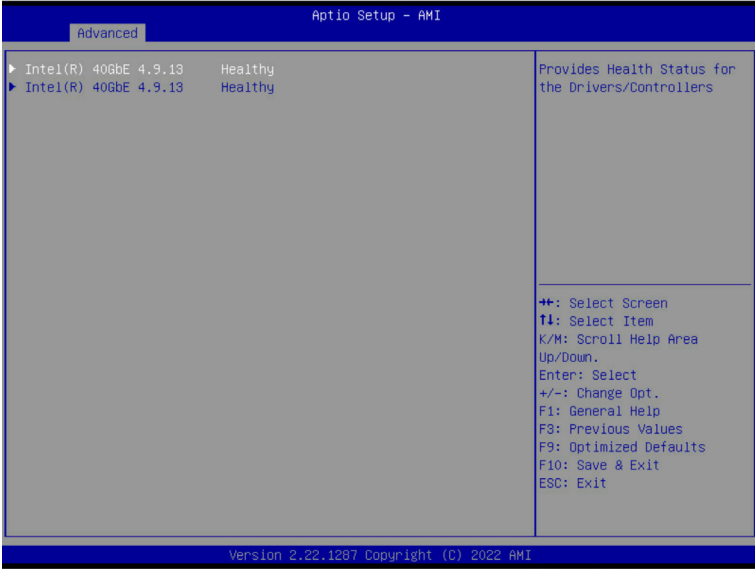 Aptio Setup - AMI
Advanced
Intel(R) 40GbE 4.9.13 Healthy
Intel(R) 40GbE 4.9.13 Healthy
Provides Health Status for
the Drivers/Controllers
→←: Select Screen
↑↓: Select Item
K/M: Scroll Help Area
Up/Down.
Enter: Select
+/-: Change Opt.
F1: General Help
F3: Previous Values
F9: Optimized Defaults
F10: Save & Exit
ESC: Exit
Version 2.22.1287 Copyright (C) 2022 AMI